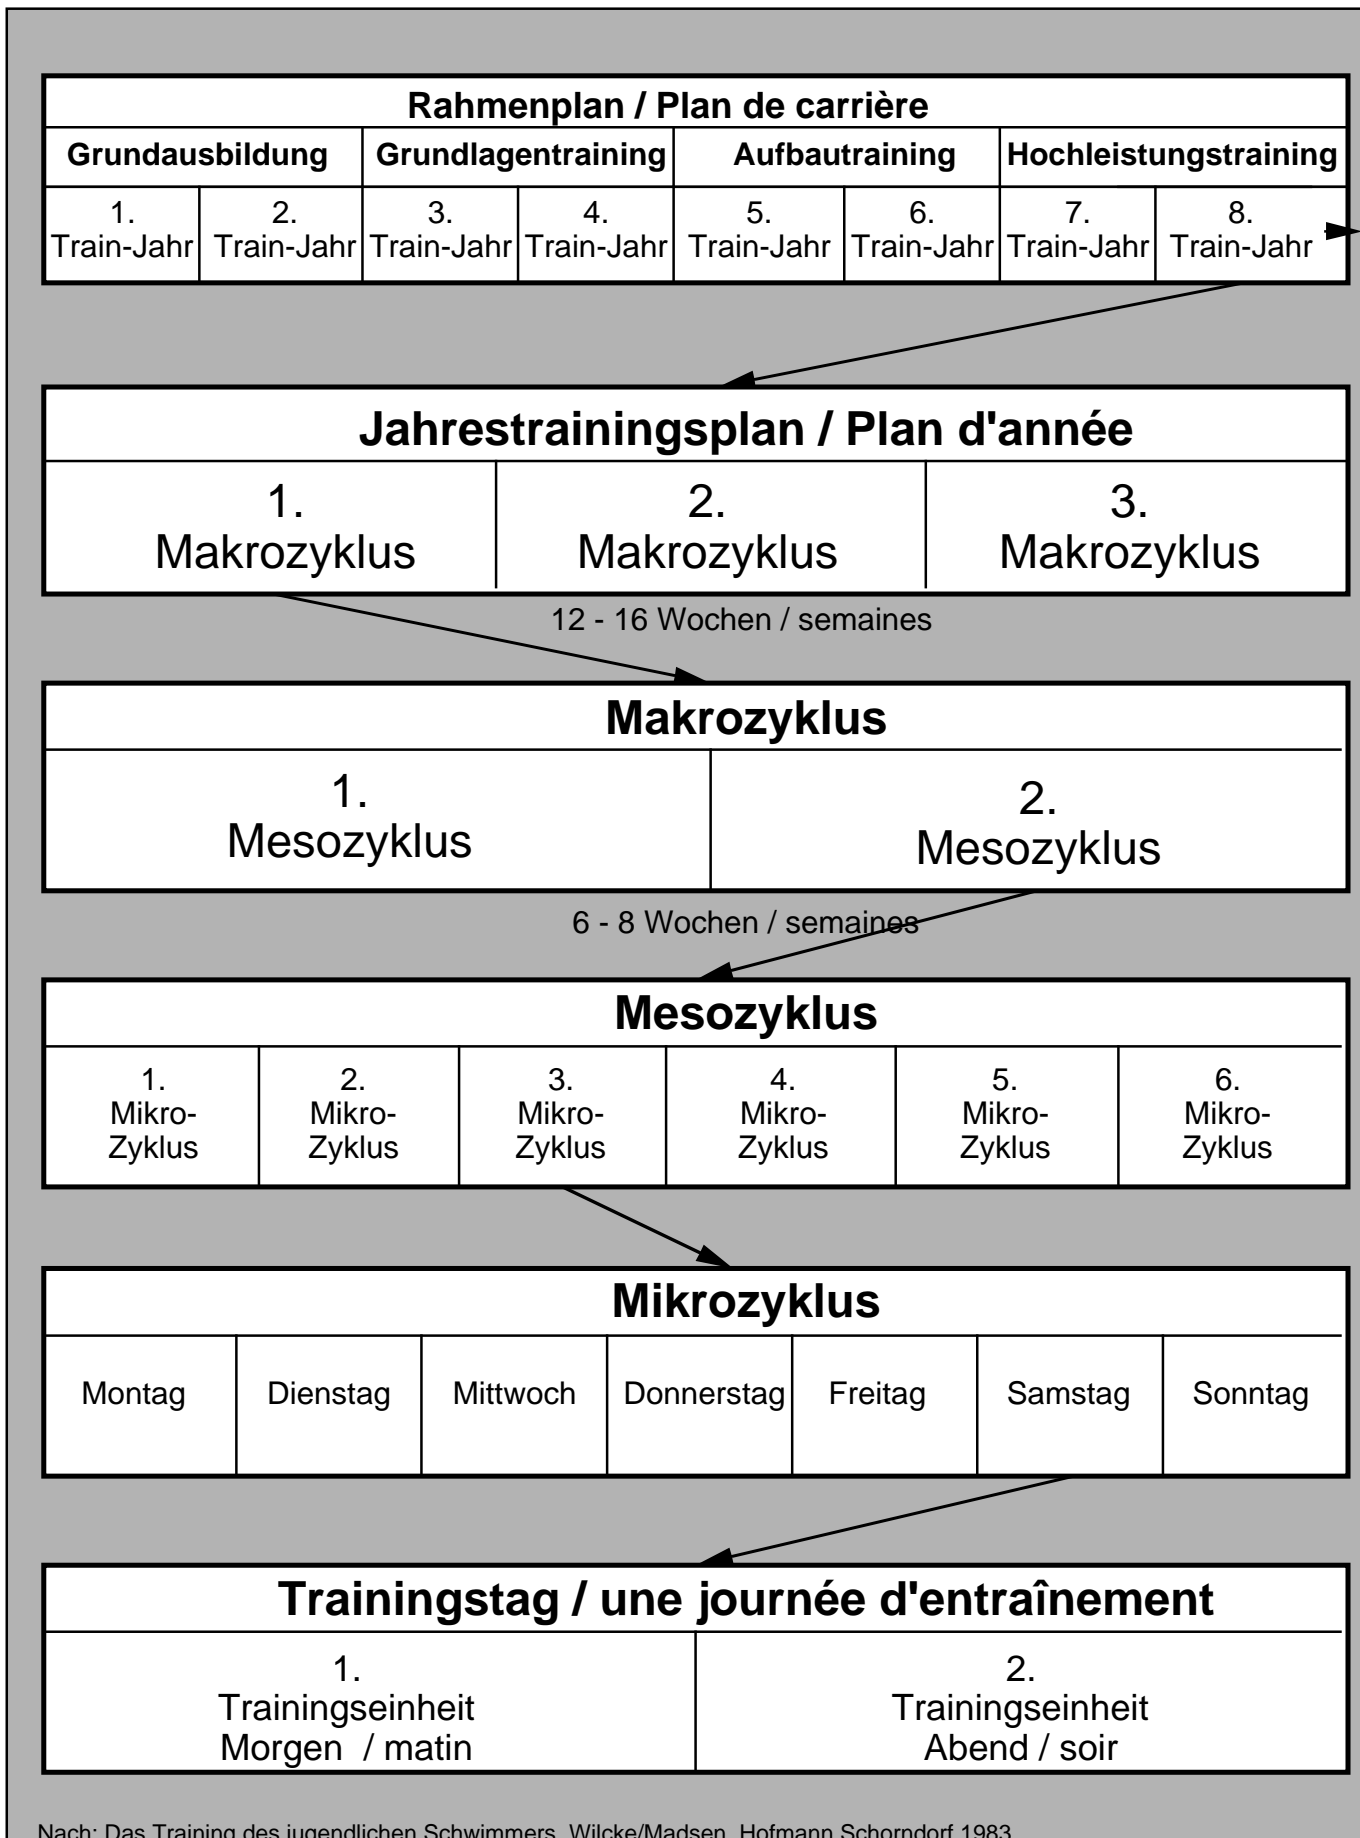 Rahmenplan / Plan de carrière
Grundausbildung Grundlagentraining Aufbautraining Hochleistungstraining
1. 2. 3. 4. 5. 6. 7. 8.
Train-Jahr Train-Jahr Train-Jahr Train-Jahr Train-Jahr Train-Jahr Train-Jahr Train-Jahr
Jahrestrainingsplan / Plan d'année
1. 2. 3.
Makrozyklus Makrozyklus Makrozyklus
12 - 16 Wochen / semaines
Makrozyklus
1. 2.
Mesozyklus Mesozyklus
6 - 8 Wochen / semaines
Mesozyklus
1. 2. 3. 4. 5. 6.
Mikro- Mikro- Mikro- Mikro- Mikro- Mikro-
Zyklus Zyklus Zyklus Zyklus Zyklus Zyklus
Mikrozyklus
Montag Dienstag Mittwoch Donnerstag Freitag Samstag Sonntag
Trainingstag / une journée d'entraînement
1. 2.
Trainingseinheit Trainingseinheit
Morgen / matin Abend / soir
Nach: Das Training des jugendlichen Schwimmers, Wilcke/Madsen, Hofmann Schorndorf 1983